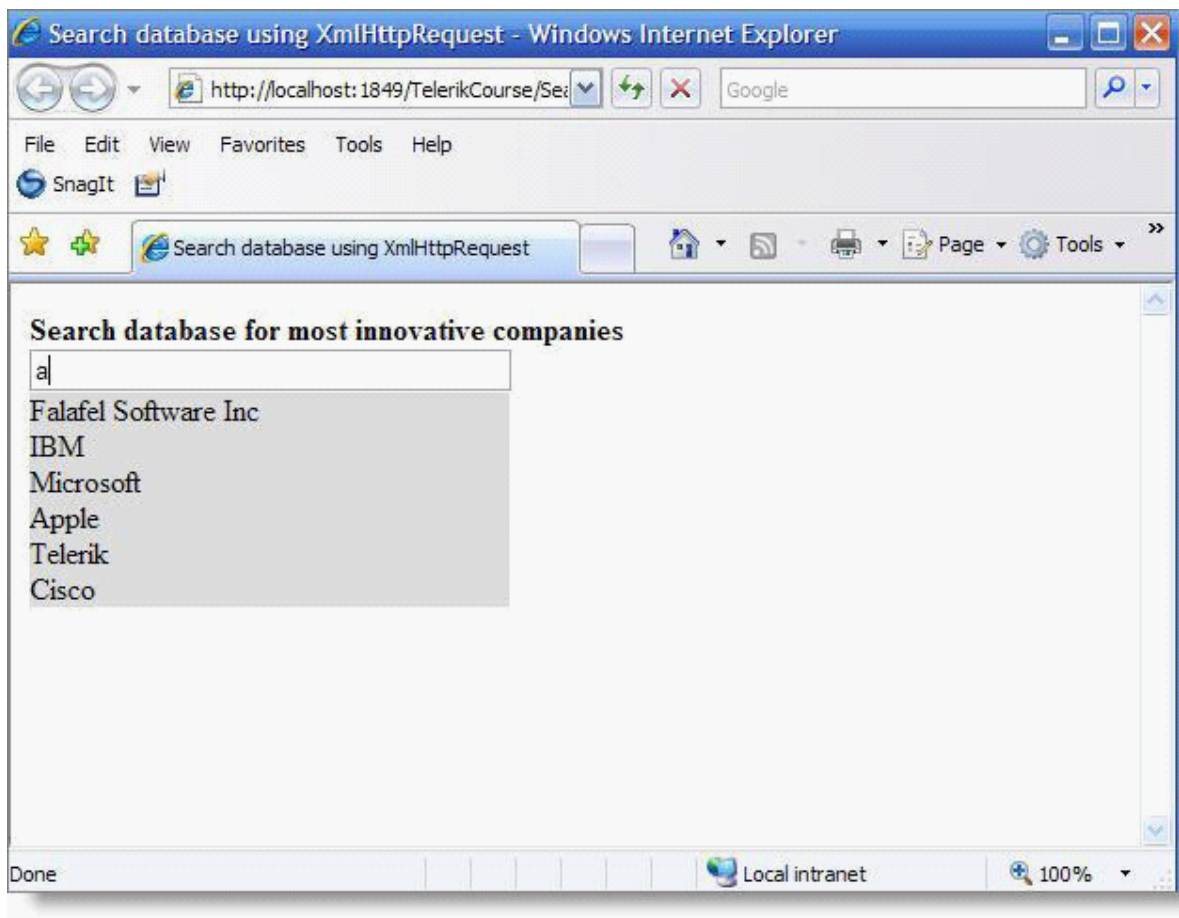 Search database using XmlHttpRequest - Windows Internet Explorer
http://localhost:1849/TelerikCourse/Sea
Google
File Edit View Favorites Tools Help
SnagIt
Search database using XmlHttpRequest
Page Tools »
Search database for most innovative companies
a
Falafel Software Inc
IBM
Microsoft
Apple
Telerik
Cisco
Done Local intranet 100%